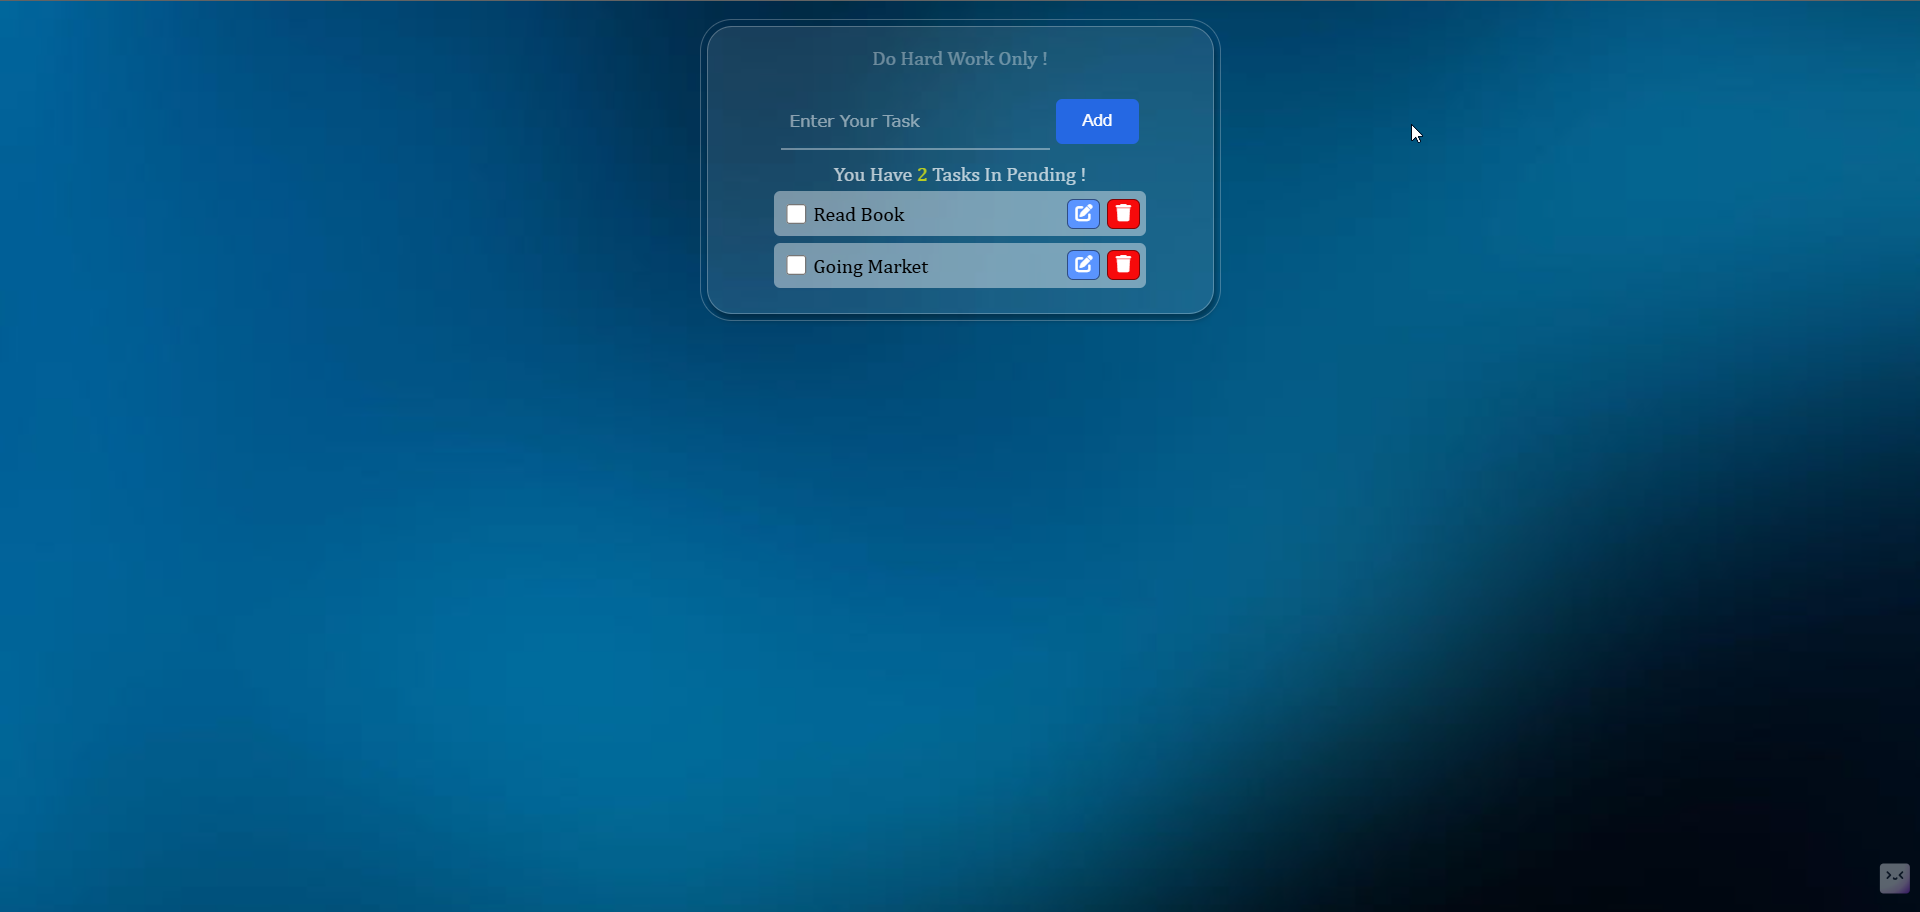 Do Hard Work Only !
Enter Your Task
Add
You Have 2 Tasks In Pending !
Read Book
Going Market